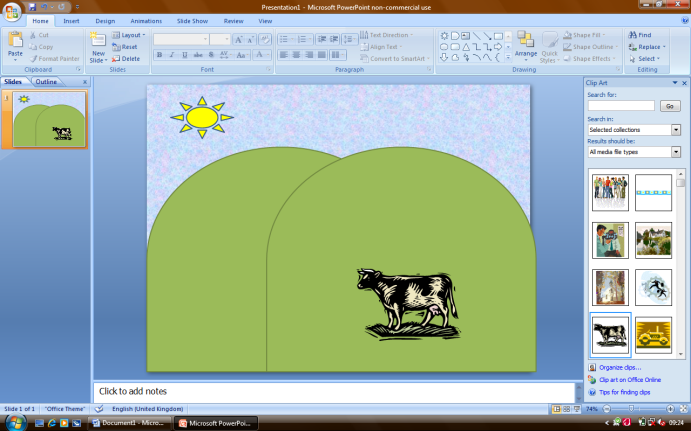 Presentation1 - Microsoft PowerPoint non-commercial use
Home Insert Design Animations Slide Show Review View
Paste
Cut
Copy
Format Painter
Clipboard
New Slide
Layout
Reset
Delete
Slides
Font
Paragraph
Text Direction
Align Text
Convert to SmartArt
Arrange
Quick Styles
Shape Fill
Shape Outline
Shape Effects
Drawing
Find
Replace
Select
Editing
Slides Outline
1
Clip Art
Search for:
Go
Search in:
Selected collections
Results should be:
All media file types
Organize clips...
Clip art on Office Online
Tips for finding clips
Click to add notes
Slide 1 of 1 "Office Theme" English (United Kingdom) 74%
Document1 - Micro... Microsoft PowerPoi... 09:24